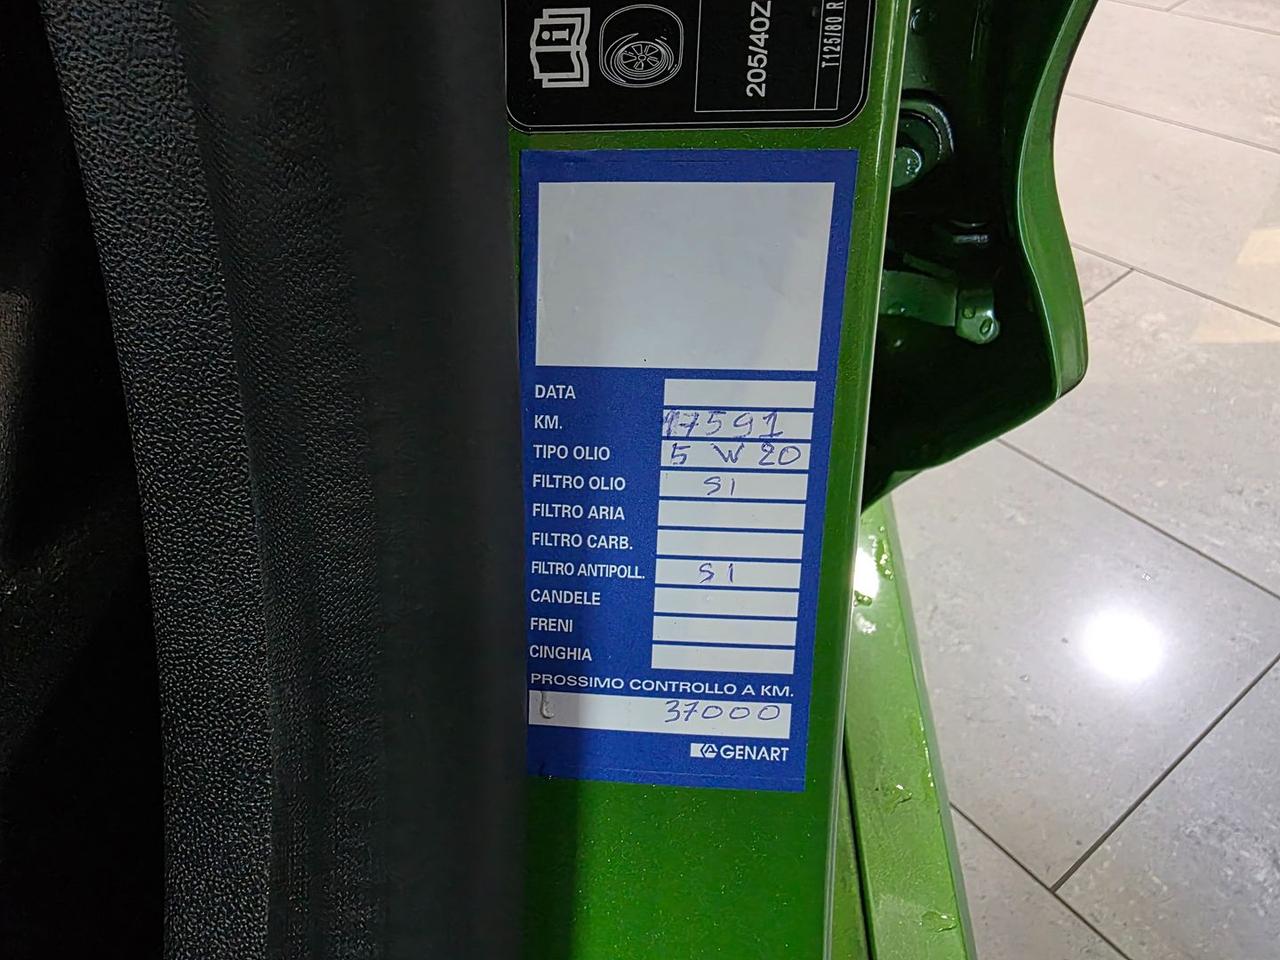 205/40Z
T125/80 R
DATA
KM. 17591
TIPO OLIO 5 W 20
FILTRO OLIO SI
FILTRO ARIA
FILTRO CARB.
FILTRO ANTIPOLL. SI
CANDELE
FRENI
CINGHIA
PROSSIMO CONTROLLO A KM.
37000
GENART